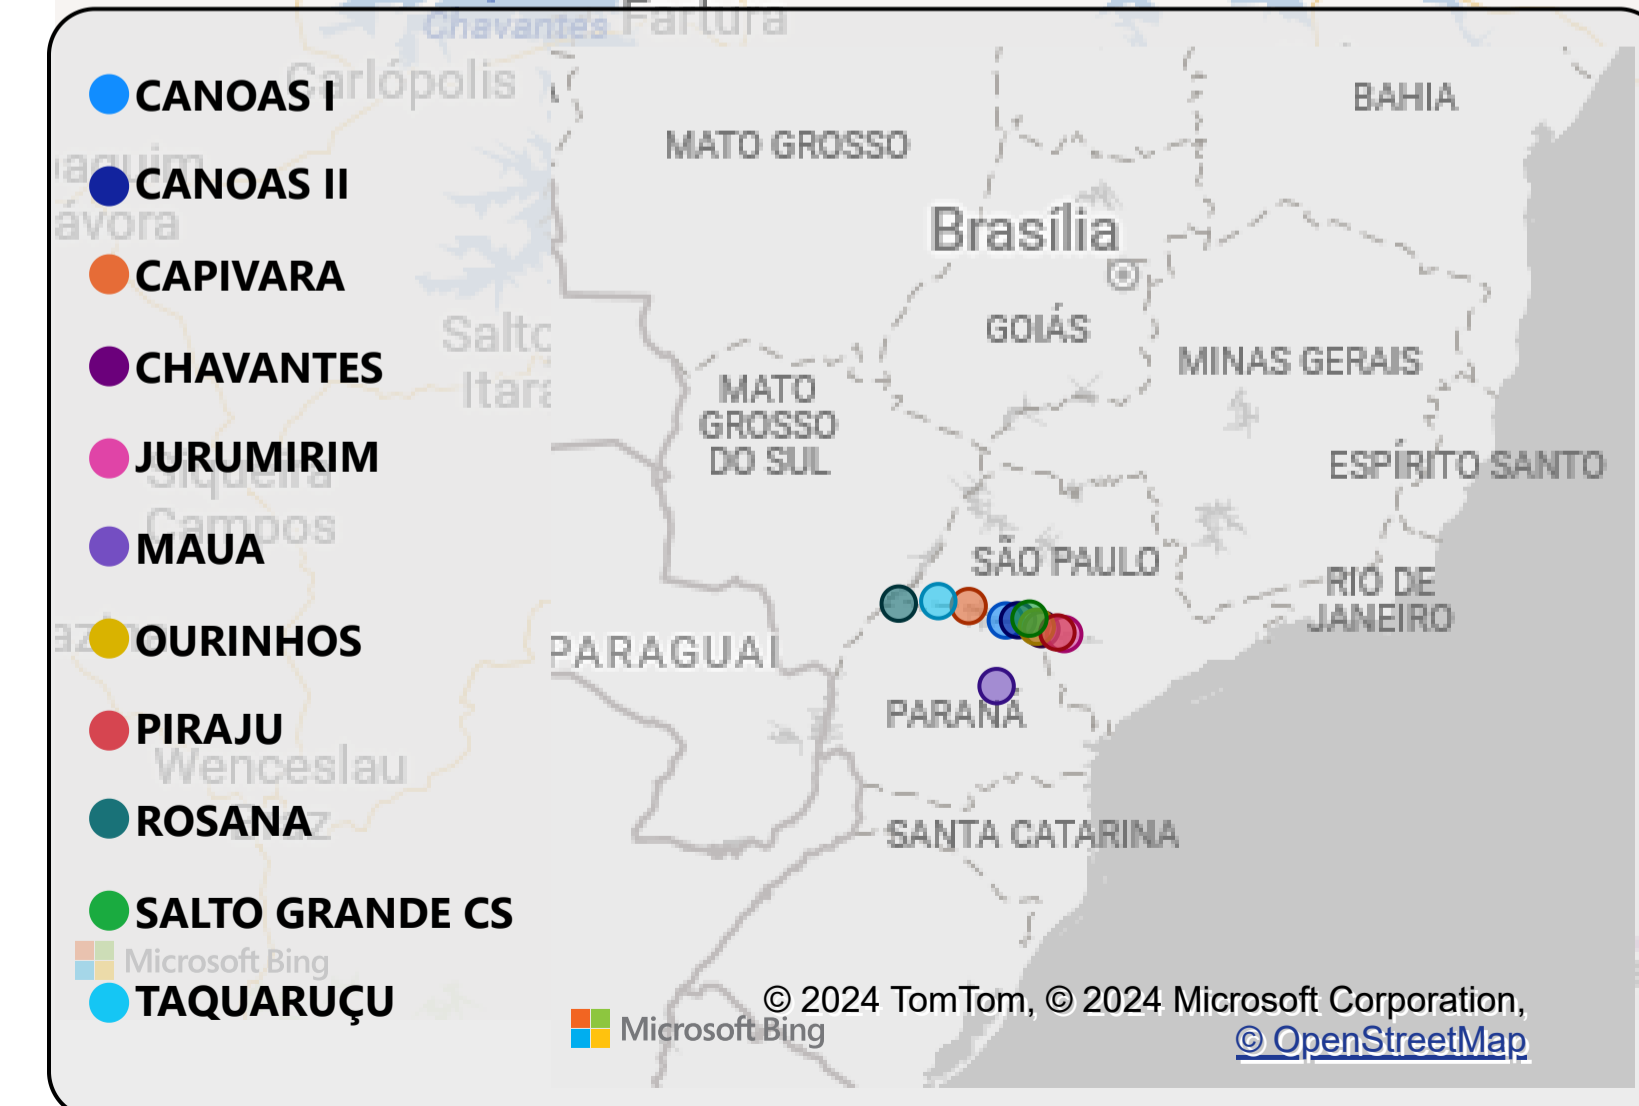 Chavantes
Fartura
Carlópolis
CANOAS I
CANOAS II
ávora
CAPIVARA
Salto
Itara
CHAVANTES
JURUMIRIM
Siqueira
Campos
MAUA
OURINHOS
PIRAJU
Wenceslau
Braz
ROSANA
SALTO GRANDE CS
Microsoft Bing
TAQUARUÇU
BAHIA
MATO GROSSO
Brasília
GOIÁS
MINAS GERAIS
MATO
GROSSO
DO SUL
ESPÍRITO SANTO
SÃO PAULO
RIO DE
JANEIRO
PARAGUAI
PARANÁ
SANTA CATARINA
© 2024 TomTom, © 2024 Microsoft Corporation,
Microsoft Bing
© OpenStreetMap